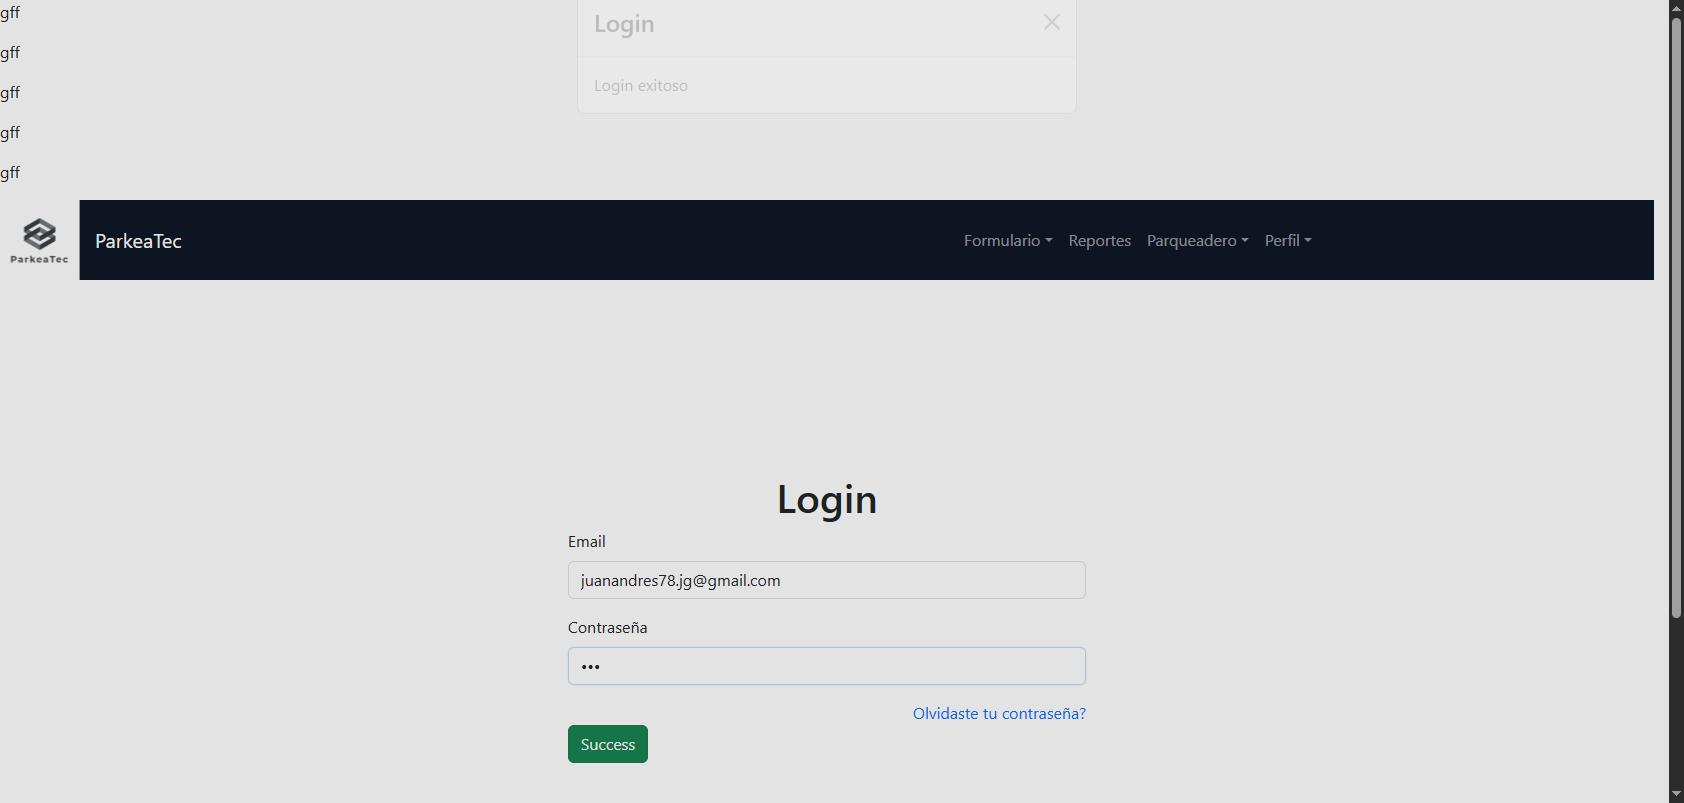 gff
Login
gff
Login exitoso
gff
gff
gff
ParkeaTec
ParkeaTec
Formulario Reportes Parqueadero Perfil
Login
Email
juanandres78.jg@gmail.com
Contraseña
•••
Olvidaste tu contraseña?
Success